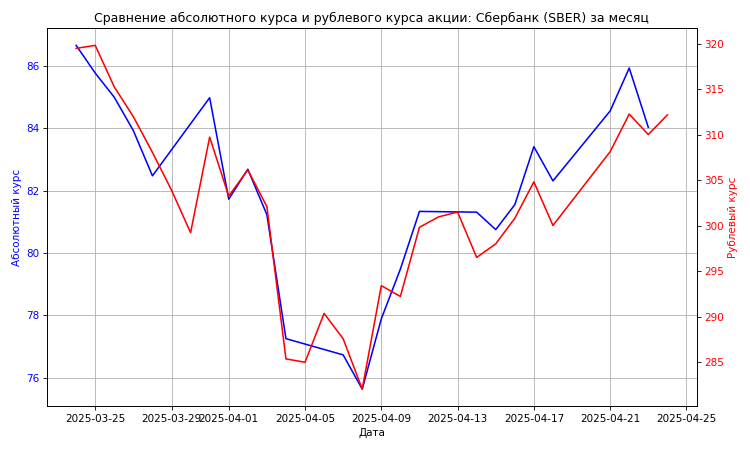 Сравнение абсолютного курса и рублевого курса акции: Сбербанк (SBER) за месяц
Абсолютный курс
86
84
82
80
78
76
320
315
310
305
300
295
290
285
Рублевый курс
2025-03-25 2025-03-29 2025-04-01 2025-04-05 2025-04-09 2025-04-13 2025-04-17 2025-04-21 2025-04-25
Дата